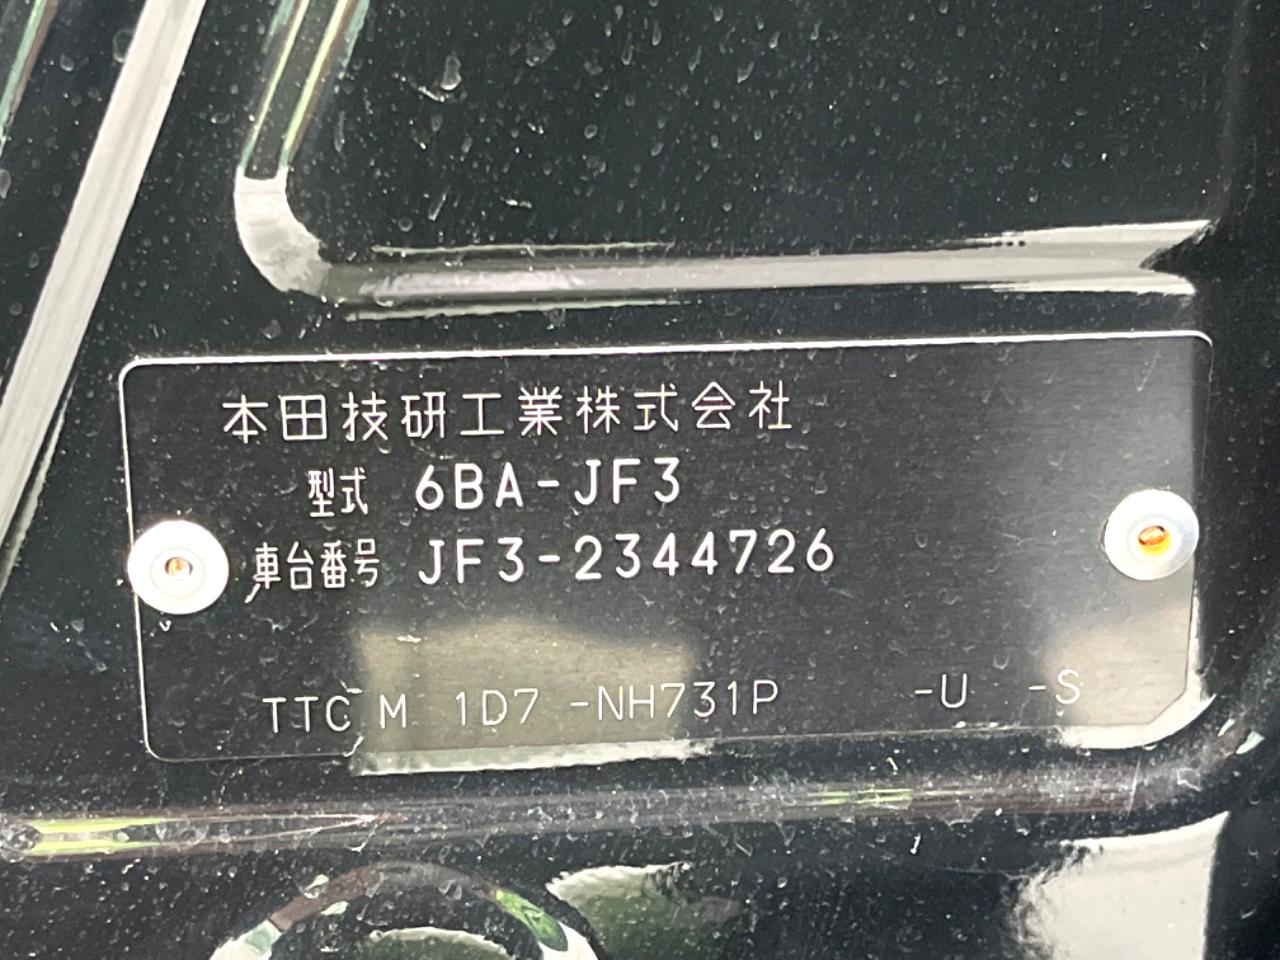 本田技研工業株式会社
型式 6BA-JF3
車台番号 JF3-2344726
TTC M 1D7 -NH731P -U -S